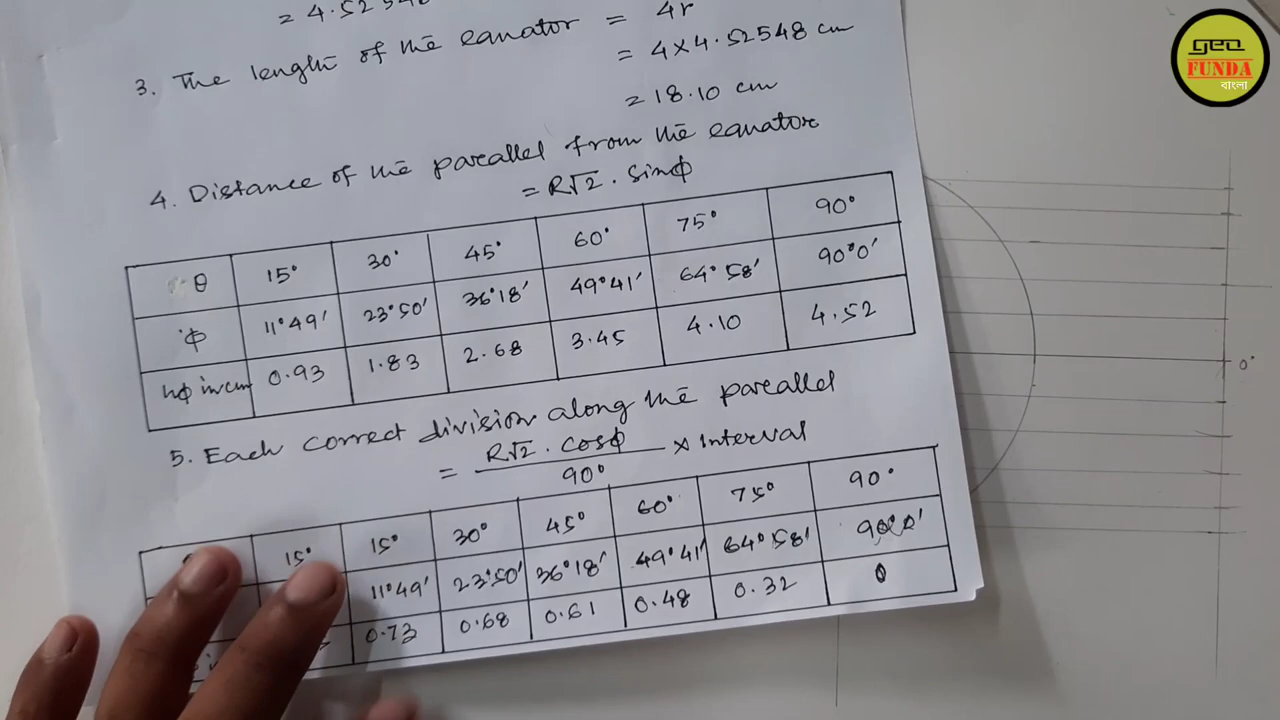 = 4.52548
3. The lenght of the equator = 4r
= 4×4.52548 cm
= 18.10 cm
4. Distance of the parallel from the equator
= R√2 . sinϕ
θ 15° 30° 45° 60° 75° 90°
ϕ 11°49' 23°50' 36°18' 49°41' 64°58' 90°0'
hϕ in cm 0.93 1.83 2.68 3.45 4.10 4.52
5. Each correct division along the parallel
= R√2 . cosϕ / 90° × Interval
15° 15° 30° 45° 60° 75° 90°
11°49' 23°50' 36°18' 49°41' 64°58' 90°0'
0.73 0.68 0.61 0.48 0.32 0
0°
geo
FUNDA
বাংলা